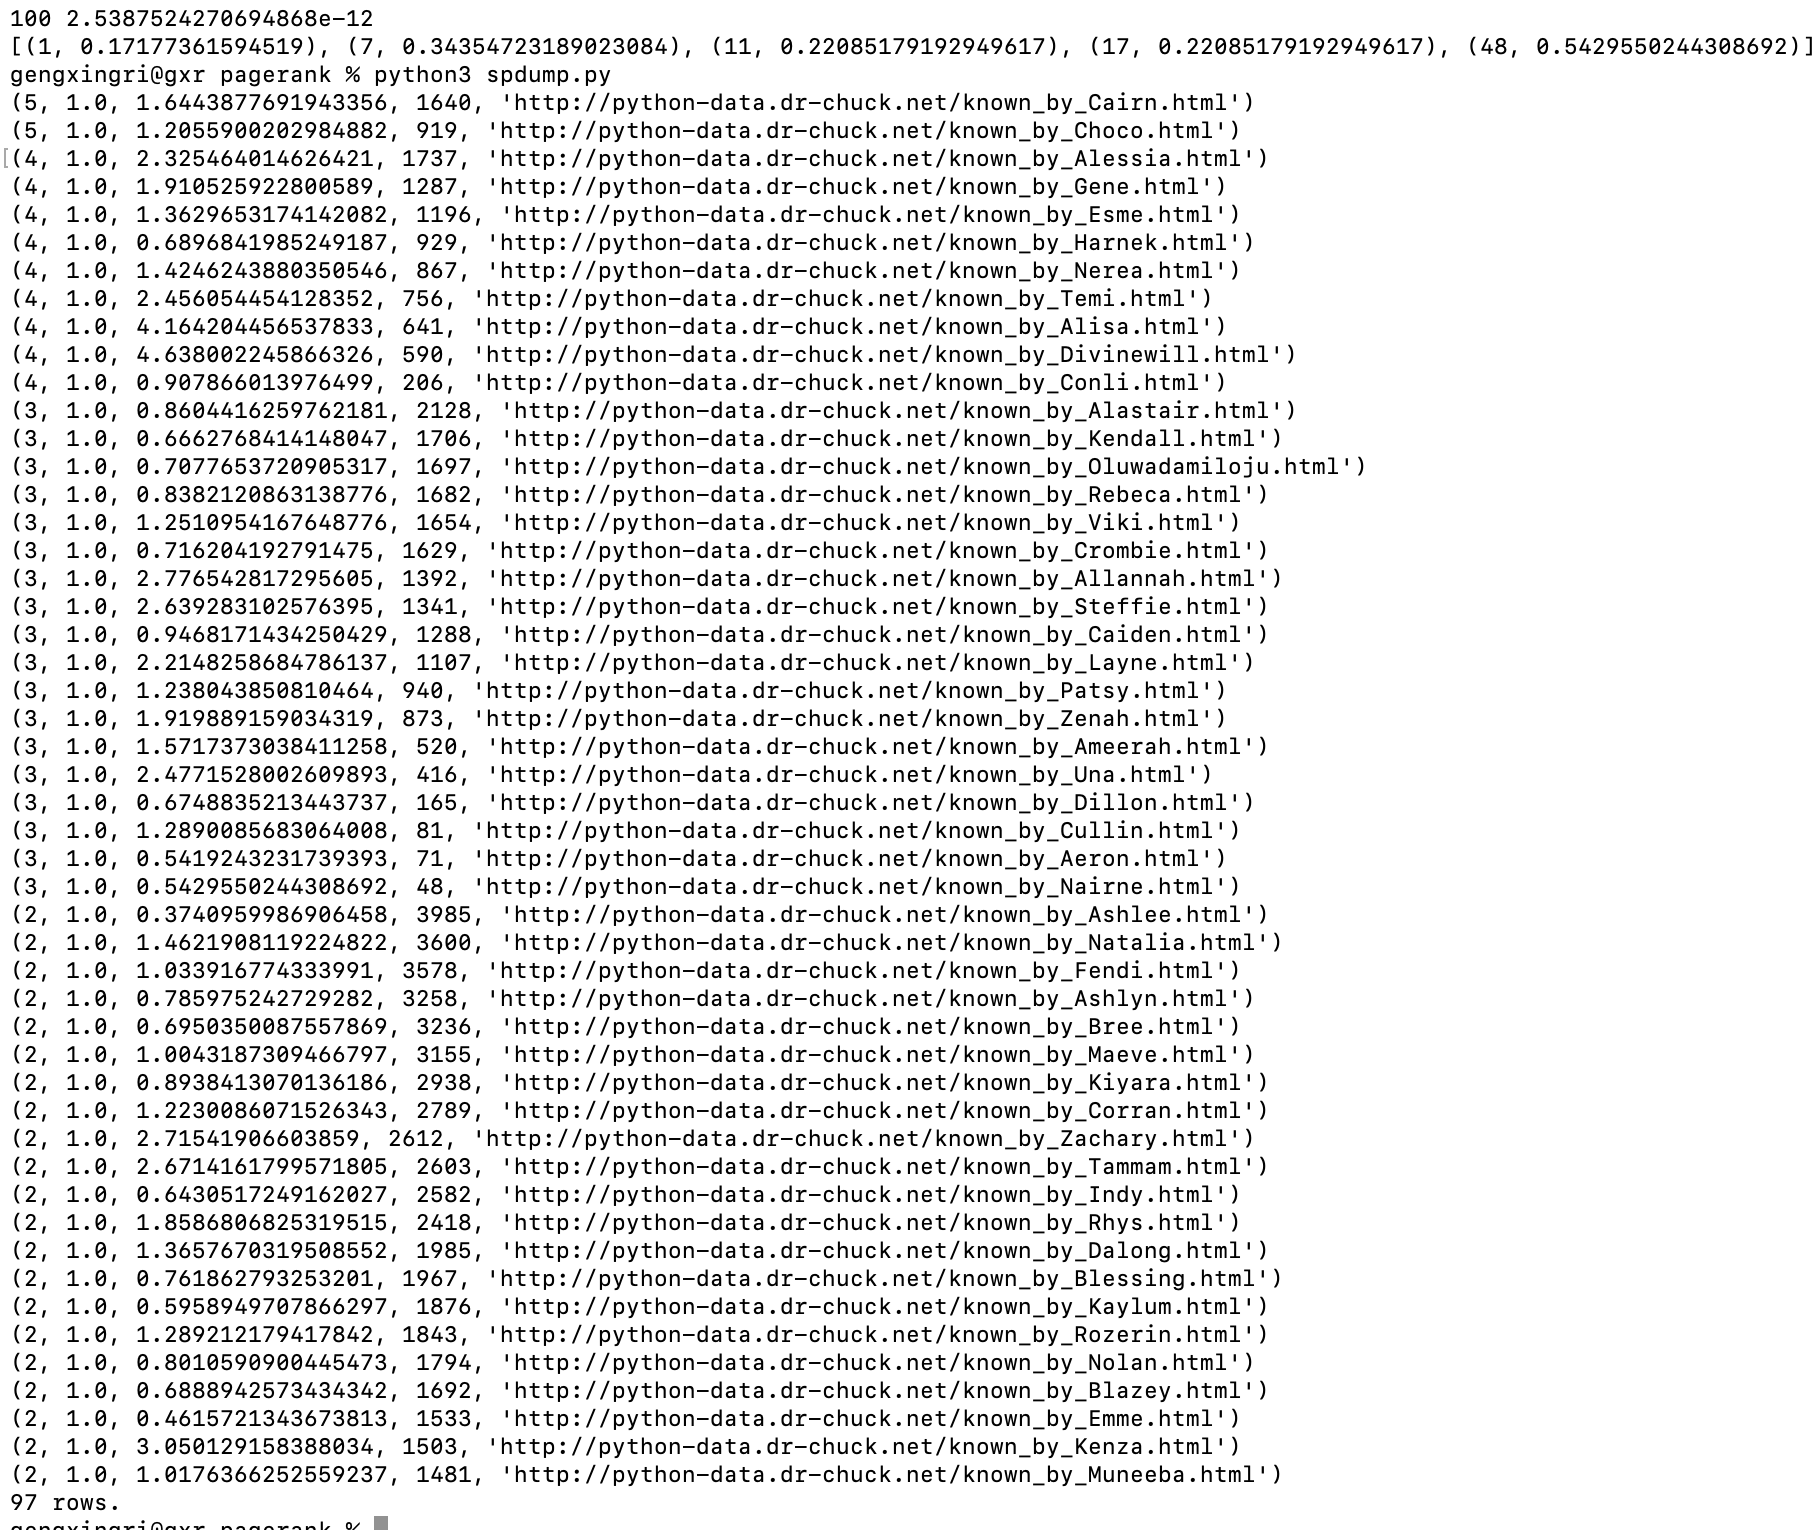 100 2.5387524270694868e-12
[(1, 0.17177361594519), (7, 0.34354723189023084), (11, 0.22085179192949617), (17, 0.22085179192949617), (48, 0.5429550244308692)]
gengxingri@gxr pagerank % python3 spdump.py
(5, 1.0, 1.6443877691943356, 1640, 'http://python-data.dr-chuck.net/known_by_Cairn.html')
(5, 1.0, 1.2055900202984882, 919, 'http://python-data.dr-chuck.net/known_by_Choco.html')
[(4, 1.0, 2.325464014626421, 1737, 'http://python-data.dr-chuck.net/known_by_Alessia.html')
(4, 1.0, 1.910525922800589, 1287, 'http://python-data.dr-chuck.net/known_by_Gene.html')
(4, 1.0, 1.3629653174142082, 1196, 'http://python-data.dr-chuck.net/known_by_Esme.html')
(4, 1.0, 0.6896841985249187, 929, 'http://python-data.dr-chuck.net/known_by_Harnek.html')
(4, 1.0, 1.4246243880350546, 867, 'http://python-data.dr-chuck.net/known_by_Nerea.html')
(4, 1.0, 2.456054454128352, 756, 'http://python-data.dr-chuck.net/known_by_Temi.html')
(4, 1.0, 4.164204456537833, 641, 'http://python-data.dr-chuck.net/known_by_Alisa.html')
(4, 1.0, 4.638002245866326, 590, 'http://python-data.dr-chuck.net/known_by_Divinewill.html')
(4, 1.0, 0.907866013976499, 206, 'http://python-data.dr-chuck.net/known_by_Conli.html')
(3, 1.0, 0.8604416259762181, 2128, 'http://python-data.dr-chuck.net/known_by_Alastair.html')
(3, 1.0, 0.6662768414148047, 1706, 'http://python-data.dr-chuck.net/known_by_Kendall.html')
(3, 1.0, 0.7077653720905317, 1697, 'http://python-data.dr-chuck.net/known_by_Oluwadamiloju.html')
(3, 1.0, 0.8382120863138776, 1682, 'http://python-data.dr-chuck.net/known_by_Rebeca.html')
(3, 1.0, 1.2510954167648776, 1654, 'http://python-data.dr-chuck.net/known_by_Viki.html')
(3, 1.0, 0.716204192791475, 1629, 'http://python-data.dr-chuck.net/known_by_Crombie.html')
(3, 1.0, 2.776542817295605, 1392, 'http://python-data.dr-chuck.net/known_by_Allannah.html')
(3, 1.0, 2.639283102576395, 1341, 'http://python-data.dr-chuck.net/known_by_Steffie.html')
(3, 1.0, 0.9468171434250429, 1288, 'http://python-data.dr-chuck.net/known_by_Caiden.html')
(3, 1.0, 2.2148258684786137, 1107, 'http://python-data.dr-chuck.net/known_by_Layne.html')
(3, 1.0, 1.238043850810464, 940, 'http://python-data.dr-chuck.net/known_by_Patsy.html')
(3, 1.0, 1.919889159034319, 873, 'http://python-data.dr-chuck.net/known_by_Zenah.html')
(3, 1.0, 1.5717373038411258, 520, 'http://python-data.dr-chuck.net/known_by_Ameerah.html')
(3, 1.0, 2.4771528002609893, 416, 'http://python-data.dr-chuck.net/known_by_Una.html')
(3, 1.0, 0.6748835213443737, 165, 'http://python-data.dr-chuck.net/known_by_Dillon.html')
(3, 1.0, 1.2890085683064008, 81, 'http://python-data.dr-chuck.net/known_by_Cullin.html')
(3, 1.0, 0.5419243231739393, 71, 'http://python-data.dr-chuck.net/known_by_Aeron.html')
(3, 1.0, 0.5429550244308692, 48, 'http://python-data.dr-chuck.net/known_by_Nairne.html')
(2, 1.0, 0.3740959986906458, 3985, 'http://python-data.dr-chuck.net/known_by_Ashlee.html')
(2, 1.0, 1.4621908119224822, 3600, 'http://python-data.dr-chuck.net/known_by_Natalia.html')
(2, 1.0, 1.033916774333991, 3578, 'http://python-data.dr-chuck.net/known_by_Fendi.html')
(2, 1.0, 0.785975242729282, 3258, 'http://python-data.dr-chuck.net/known_by_Ashlyn.html')
(2, 1.0, 0.6950350087557869, 3236, 'http://python-data.dr-chuck.net/known_by_Bree.html')
(2, 1.0, 1.0043187309466797, 3155, 'http://python-data.dr-chuck.net/known_by_Maeve.html')
(2, 1.0, 0.8938413070136186, 2938, 'http://python-data.dr-chuck.net/known_by_Kiyara.html')
(2, 1.0, 1.2230086071526343, 2789, 'http://python-data.dr-chuck.net/known_by_Corran.html')
(2, 1.0, 2.71541906603859, 2612, 'http://python-data.dr-chuck.net/known_by_Zachary.html')
(2, 1.0, 2.6714161799571805, 2603, 'http://python-data.dr-chuck.net/known_by_Tammam.html')
(2, 1.0, 0.6430517249162027, 2582, 'http://python-data.dr-chuck.net/known_by_Indy.html')
(2, 1.0, 1.8586806825319515, 2418, 'http://python-data.dr-chuck.net/known_by_Rhys.html')
(2, 1.0, 1.3657670319508552, 1985, 'http://python-data.dr-chuck.net/known_by_Dalong.html')
(2, 1.0, 0.761862793253201, 1967, 'http://python-data.dr-chuck.net/known_by_Blessing.html')
(2, 1.0, 0.5958949707866297, 1876, 'http://python-data.dr-chuck.net/known_by_Kaylum.html')
(2, 1.0, 1.289212179417842, 1843, 'http://python-data.dr-chuck.net/known_by_Rozerin.html')
(2, 1.0, 0.8010590900445473, 1794, 'http://python-data.dr-chuck.net/known_by_Nolan.html')
(2, 1.0, 0.6888942573434342, 1692, 'http://python-data.dr-chuck.net/known_by_Blazey.html')
(2, 1.0, 0.4615721343673813, 1533, 'http://python-data.dr-chuck.net/known_by_Emme.html')
(2, 1.0, 3.050129158388034, 1503, 'http://python-data.dr-chuck.net/known_by_Kenza.html')
(2, 1.0, 1.0176366252559237, 1481, 'http://python-data.dr-chuck.net/known_by_Muneeba.html')
97 rows.
gengxingri@gxr pagerank %